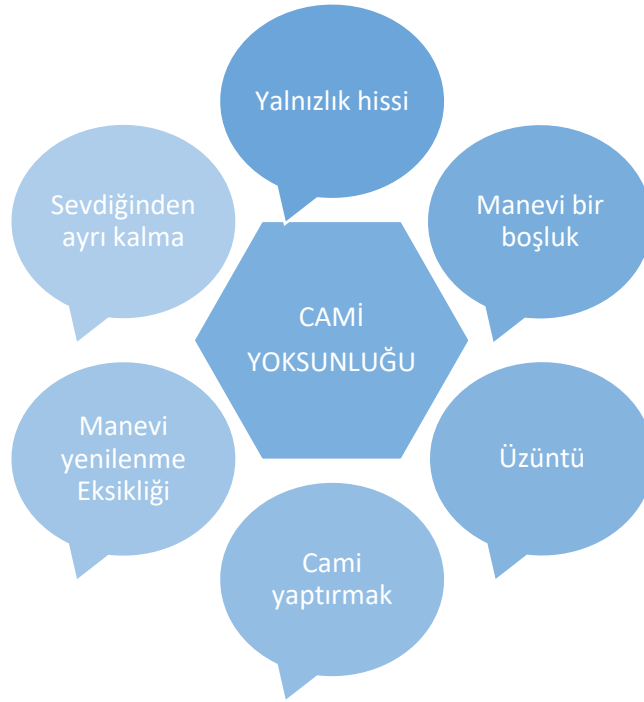 Yalnızlık hissi
Manevi bir
boşluk
Üzüntü
Cami
yaptırmak
Manevi
yenilenme
Eksikliği
Sevdiğinden
ayrı kalma
CAMİ
YOKSUNLUĞU